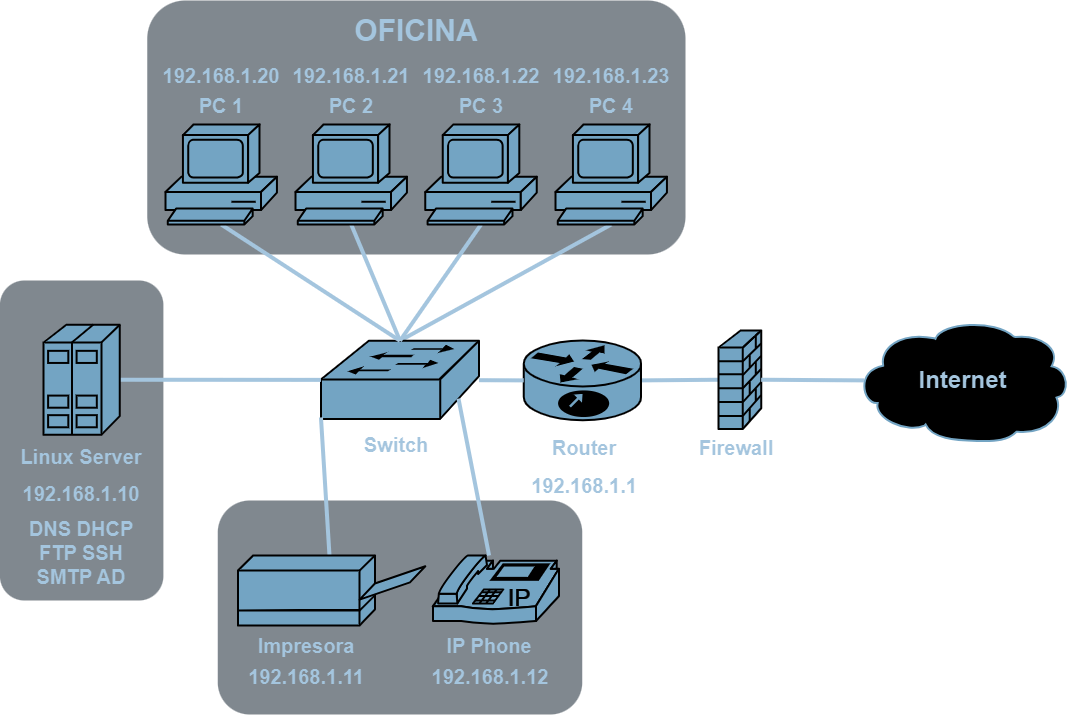 OFICINA
192.168.1.20 192.168.1.21 192.168.1.22 192.168.1.23
PC 1 PC 2 PC 3 PC 4
Internet
Switch
Router
Firewall
192.168.1.1
Linux Server
192.168.1.10
DNS DHCP
FTP SSH
SMTP AD
IP
Impresora
192.168.1.11
IP Phone
192.168.1.12